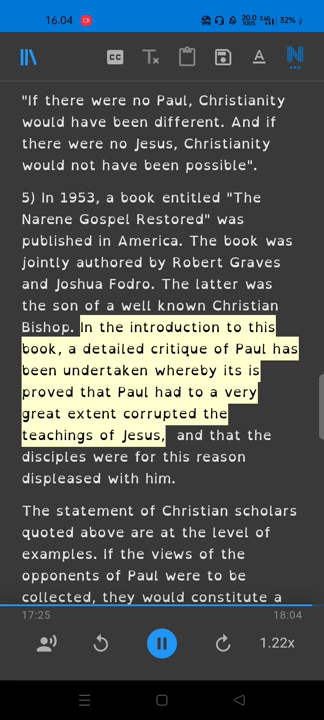 16.04
20.0 KB/s
32%
CC
"If there were no Paul, Christianity
would have been different. And if
there were no Jesus, Christianity
would not have been possible".
5) In 1953, a book entitled "The
Narene Gospel Restored" was
published in America. The book was
jointly authored by Robert Graves
and Joshua Fodro. The latter was
the son of a well known Christian
Bishop. In the introduction to this
book, a detailed critique of Paul has
been undertaken whereby its is
proved that Paul had to a very
great extent corrupted the
teachings of Jesus,  and that the
disciples were for this reason
displeased with him.
The statement of Christian scholars
quoted above are at the level of
examples. If the views of the
opponents of Paul were to be
collected, they would constitute a
17:25
18:04
1.22x